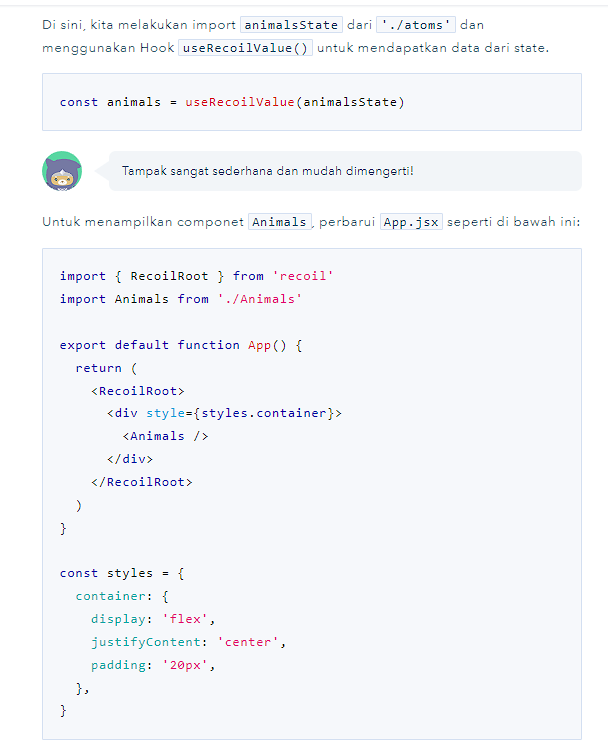 Di sini, kita melakukan import animalsState dari './atoms' dan
menggunakan Hook useRecoilValue() untuk mendapatkan data dari state.
const animals = useRecoilValue(animalsState)
Tampak sangat sederhana dan mudah dimengerti!
Untuk menampilkan componet Animals, perbarui App.jsx seperti di bawah ini:
import { RecoilRoot } from 'recoil'
import Animals from './Animals'
export default function App() {
  return (
    <RecoilRoot>
      <div style={styles.container}>
        <Animals />
      </div>
    </RecoilRoot>
  )
}
const styles = {
  container: {
    display: 'flex',
    justifyContent: 'center',
    padding: '20px',
  },
}